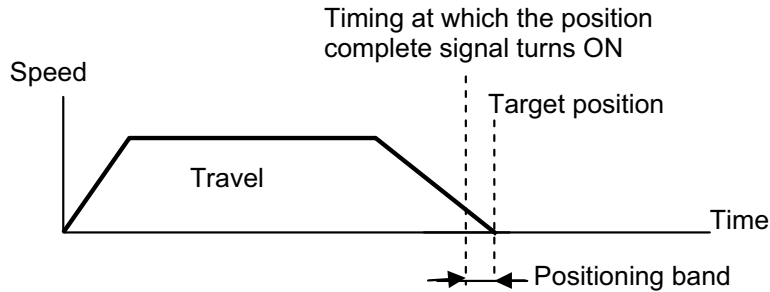 Timing at which the position
complete signal turns ON
Speed
Target position
Travel
Time
Positioning band